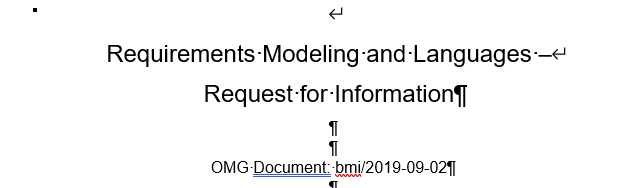 Requirements Modeling and Languages –
Request for Information
OMG Document: bmi/2019-09-02